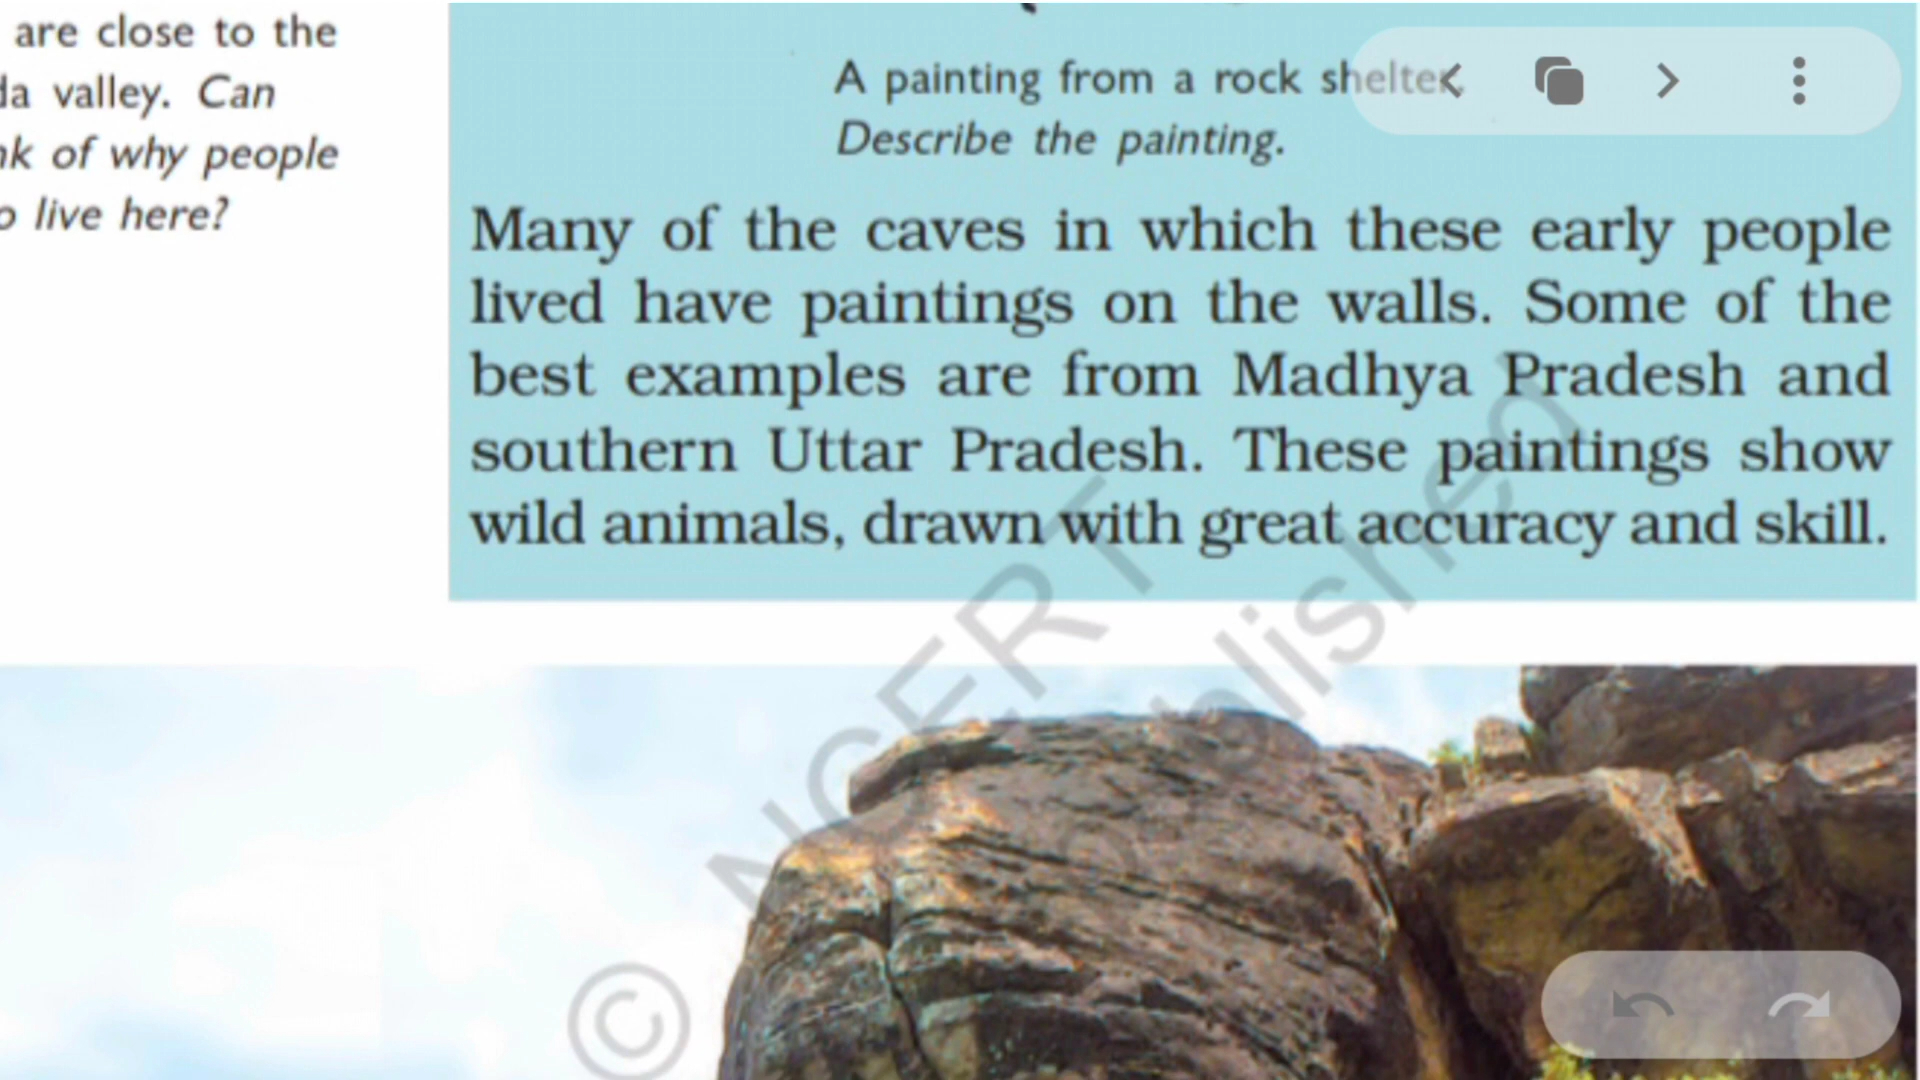 are close to the
valley. Can
of why people
live here?
A painting from a rock shelter.
Describe the painting.
Many of the caves in which these early people
lived have paintings on the walls. Some of the
best examples are from Madhya Pradesh and
southern Uttar Pradesh. These paintings show
wild animals, drawn with great accuracy and skill.
© NCERT